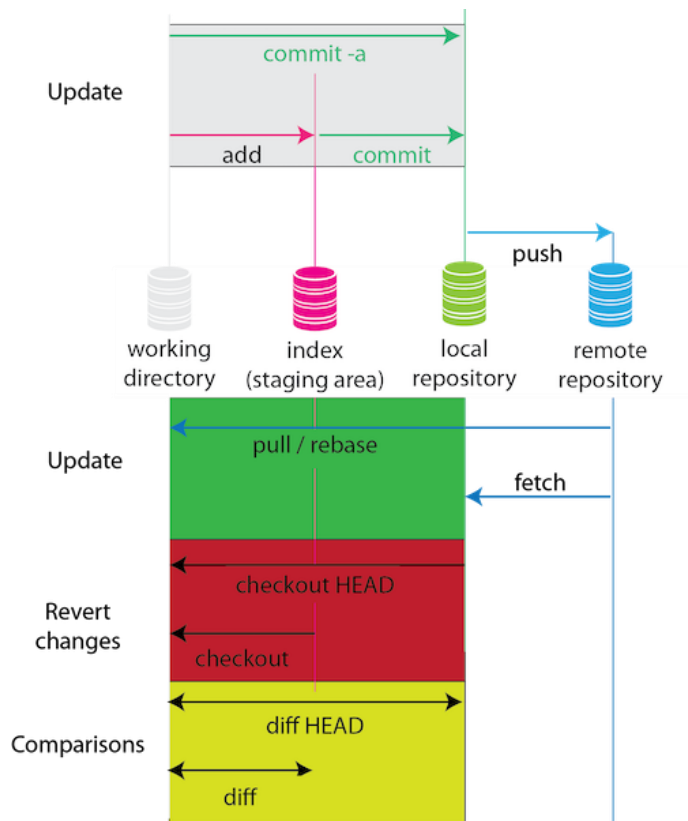 commit -a
Update
add
commit
push
working
directory
index
(staging area)
local
repository
remote
repository
pull / rebase
Update
fetch
checkout HEAD
Revert
changes
checkout
diff HEAD
Comparisons
diff